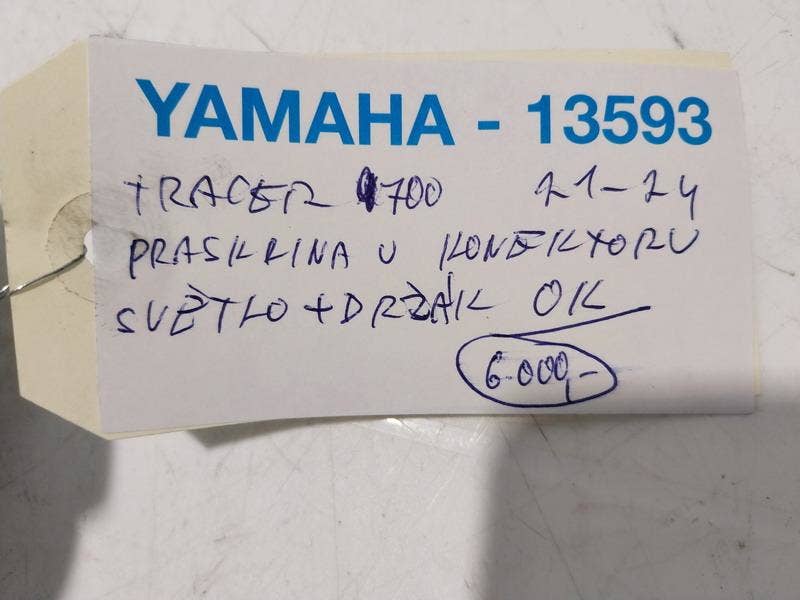 YAMAHA - 13593
TRACER 700 21-24
PRASKLINA U KONEKTORU
SVĚTLO + DRŽÁK OK
6.000,-